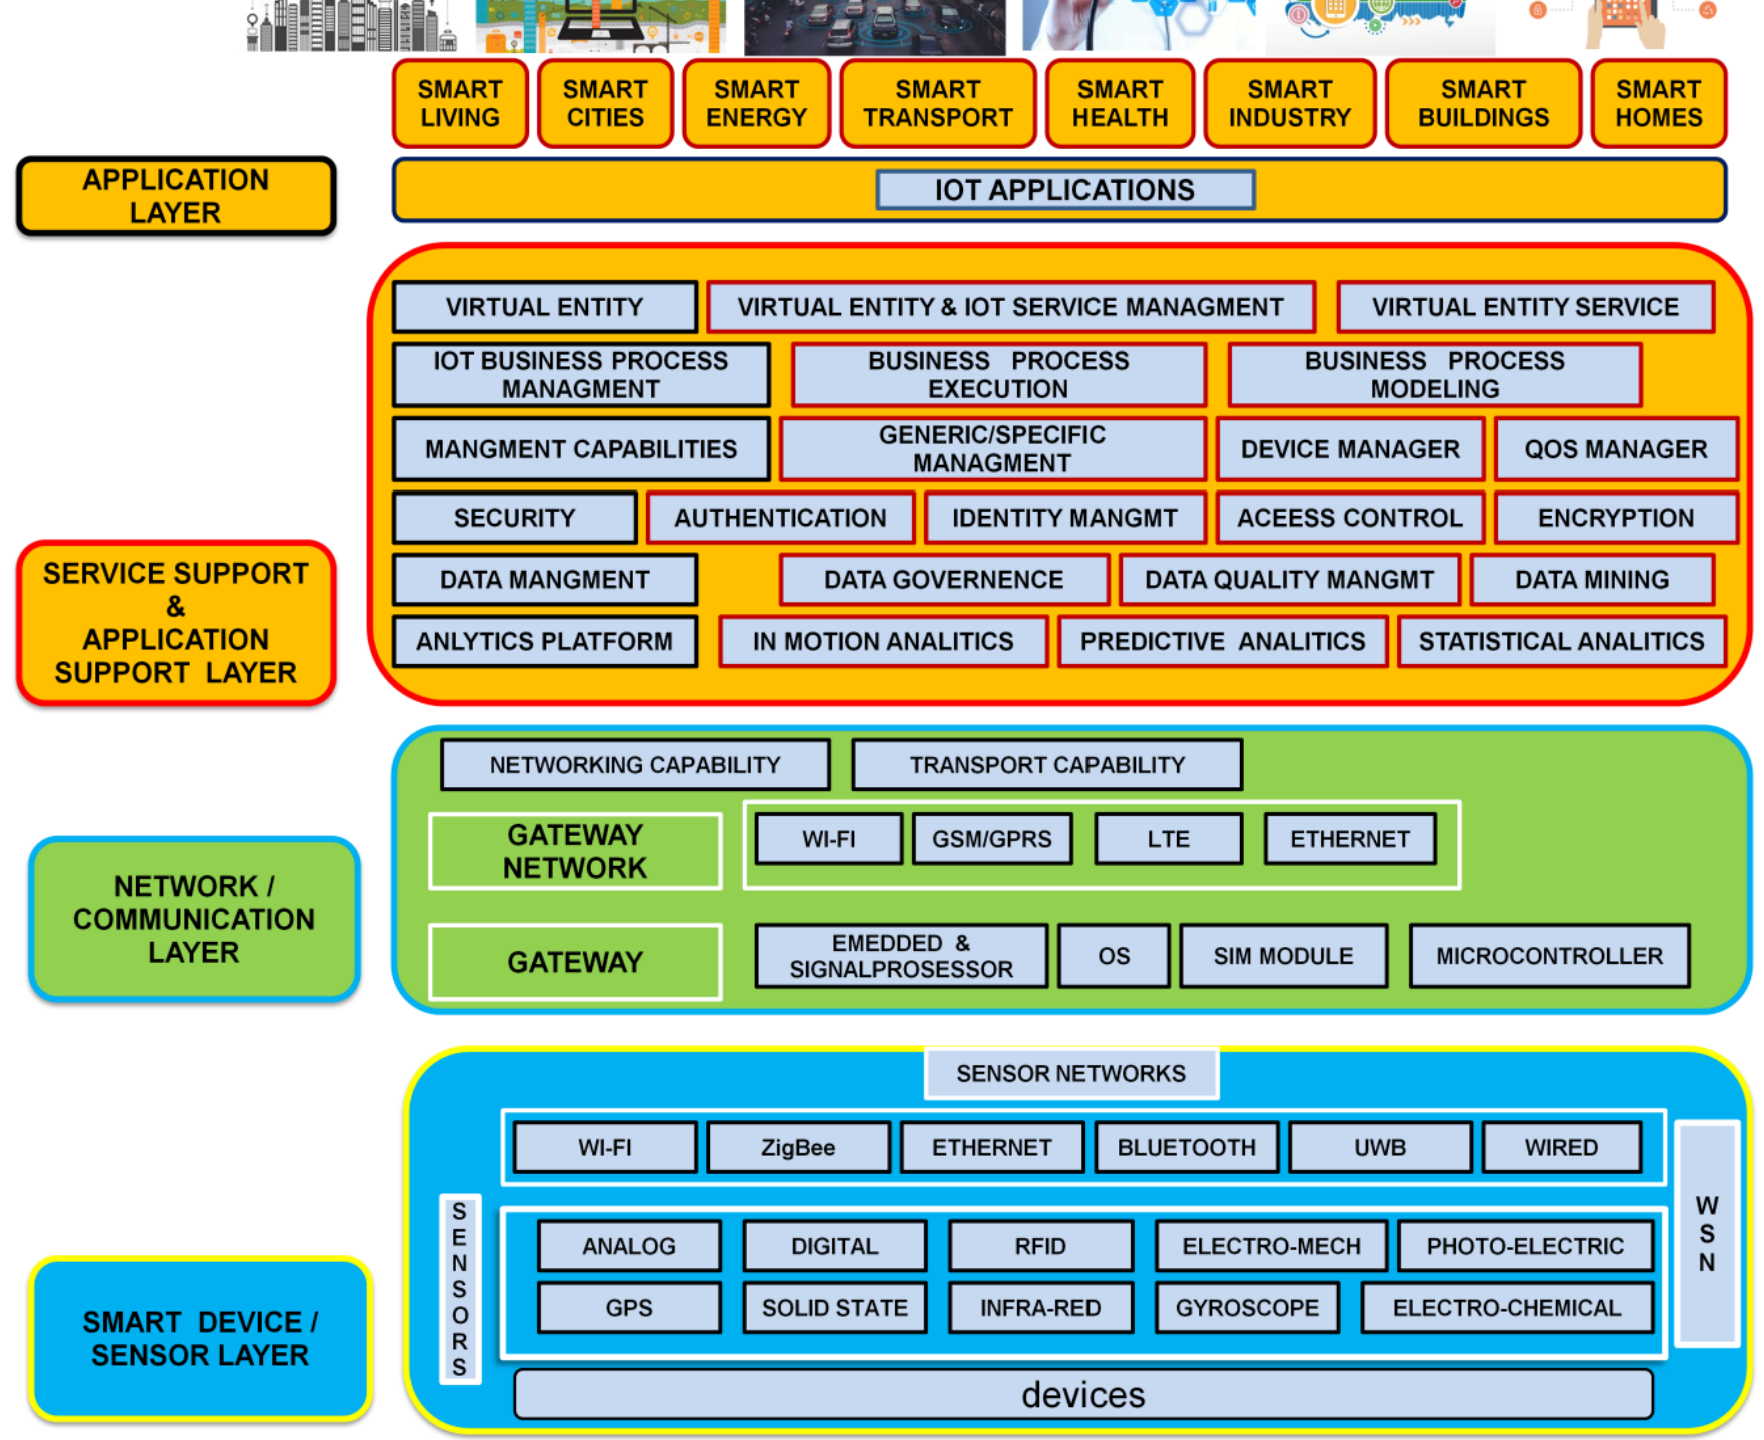 SMART
LIVING
SMART
CITIES
SMART
ENERGY
SMART
TRANSPORT
SMART
HEALTH
SMART
INDUSTRY
SMART
BUILDINGS
SMART
HOMES
APPLICATION
LAYER
IOT APPLICATIONS
VIRTUAL ENTITY
VIRTUAL ENTITY & IOT SERVICE MANAGMENT
VIRTUAL ENTITY SERVICE
IOT BUSINESS PROCESS
MANAGMENT
BUSINESS PROCESS
EXECUTION
BUSINESS PROCESS
MODELING
MANGMENT CAPABILITIES
GENERIC/SPECIFIC
MANAGMENT
DEVICE MANAGER
QOS MANAGER
SECURITY
AUTHENTICATION
IDENTITY MANGMT
ACEESS CONTROL
ENCRYPTION
SERVICE SUPPORT
&
APPLICATION
SUPPORT LAYER
DATA MANGMENT
DATA GOVERNENCE
DATA QUALITY MANGMT
DATA MINING
ANLYTICS PLATFORM
IN MOTION ANALITICS
PREDICTIVE ANALITICS
STATISTICAL ANALITICS
NETWORKING CAPABILITY
TRANSPORT CAPABILITY
GATEWAY
NETWORK
WI-FI
GSM/GPRS
LTE
ETHERNET
NETWORK /
COMMUNICATION
LAYER
GATEWAY
EMEDDED &
SIGNALPROSESSOR
OS
SIM MODULE
MICROCONTROLLER
SENSOR NETWORKS
WI-FI
ZigBee
ETHERNET
BLUETOOTH
UWB
WIRED
WSN
SENSORS
ANALOG
DIGITAL
RFID
ELECTRO-MECH
PHOTO-ELECTRIC
GPS
SOLID STATE
INFRA-RED
GYROSCOPE
ELECTRO-CHEMICAL
SMART DEVICE /
SENSOR LAYER
devices